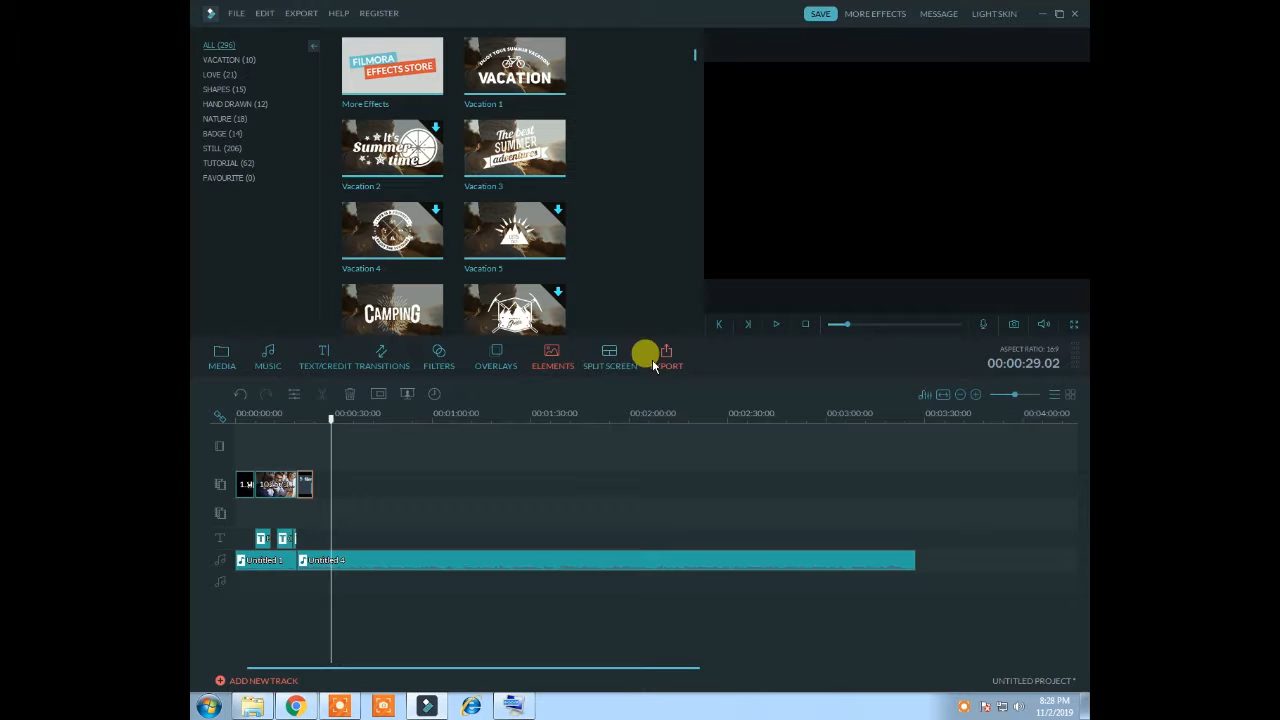 FILE EDIT EXPORT HELP REGISTER SAVE MORE EFFECTS MESSAGE LIGHT SKIN
ALL (296)
VACATION (10)
LOVE (21)
SHAPES (15)
HAND DRAWN (12)
NATURE (18)
BADGE (14)
STILL (206)
TUTORIAL (62)
FAVOURITE (0)
FILMORA
EFFECTS STORE
More Effects
ENJOY YOUR SUMMER VACATION
VACATION
Vacation 1
it's
Summer
time
Vacation 2
The best
SUMMER
adventures
Vacation 3
Vacation 4
Vacation 5
CAMPING
MEDIA MUSIC TEXT/CREDIT TRANSITIONS FILTERS OVERLAYS ELEMENTS SPLIT SCREEN PORT
ASPECT RATIO: 16:9
00:00:29.02
00:00:00:00 00:00:30:00 00:01:00:00 00:01:30:00 00:02:00:00 00:02:30:00 00:03:00:00 00:03:30:00 00:04:00:00
T T
T
Untitled 1 Untitled 4
ADD NEW TRACK
UNTITLED PROJECT *
8:28 PM
11/2/2019